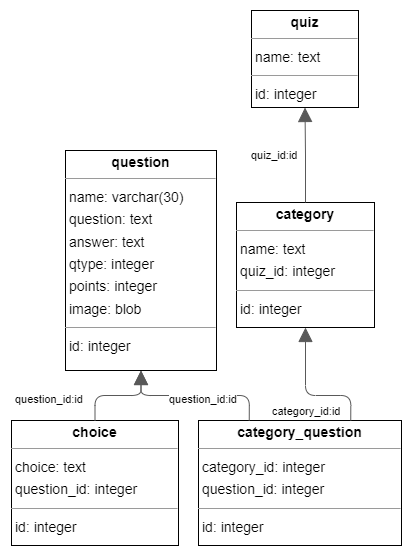 quiz
name: text
id: integer
quiz_id:id
question
name: varchar(30)
question: text
answer: text
qtype: integer
points: integer
image: blob
id: integer
category
name: text
quiz_id: integer
id: integer
question_id:id
question_id:id
category_id:id
choice
choice: text
question_id: integer
id: integer
category_question
category_id: integer
question_id: integer
id: integer